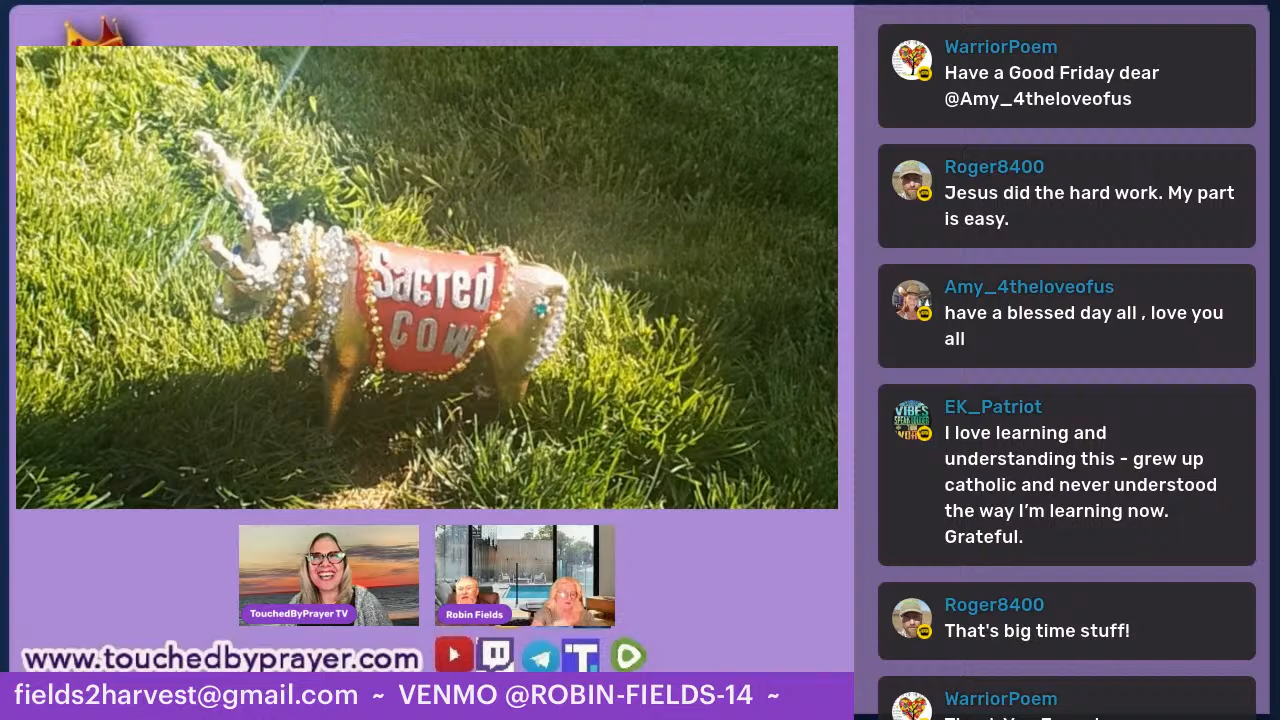 Sacred
COW
TouchedByPrayer TV
Robin Fields
www.touchedbyprayer.com
fields2harvest@gmail.com ~ VENMO @ROBIN-FIELDS-14 ~
WarriorPoem
Have a Good Friday dear
@Amy_4theloveofus
Roger8400
Jesus did the hard work. My part
is easy.
Amy_4theloveofus
have a blessed day all , love you
all
EK_Patriot
I love learning and
understanding this - grew up
catholic and never understood
the way I’m learning now.
Grateful.
Roger8400
That's big time stuff!
WarriorPoem